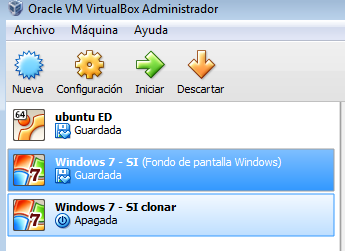 Oracle VM VirtualBox Administrador
Archivo Máquina Ayuda
Nueva Configuración Iniciar Descartar
64
ubuntu ED
Guardada
7
Windows 7 - SI (Fondo de pantalla Windows)
Guardada
7
Windows 7 - SI clonar
Apagada